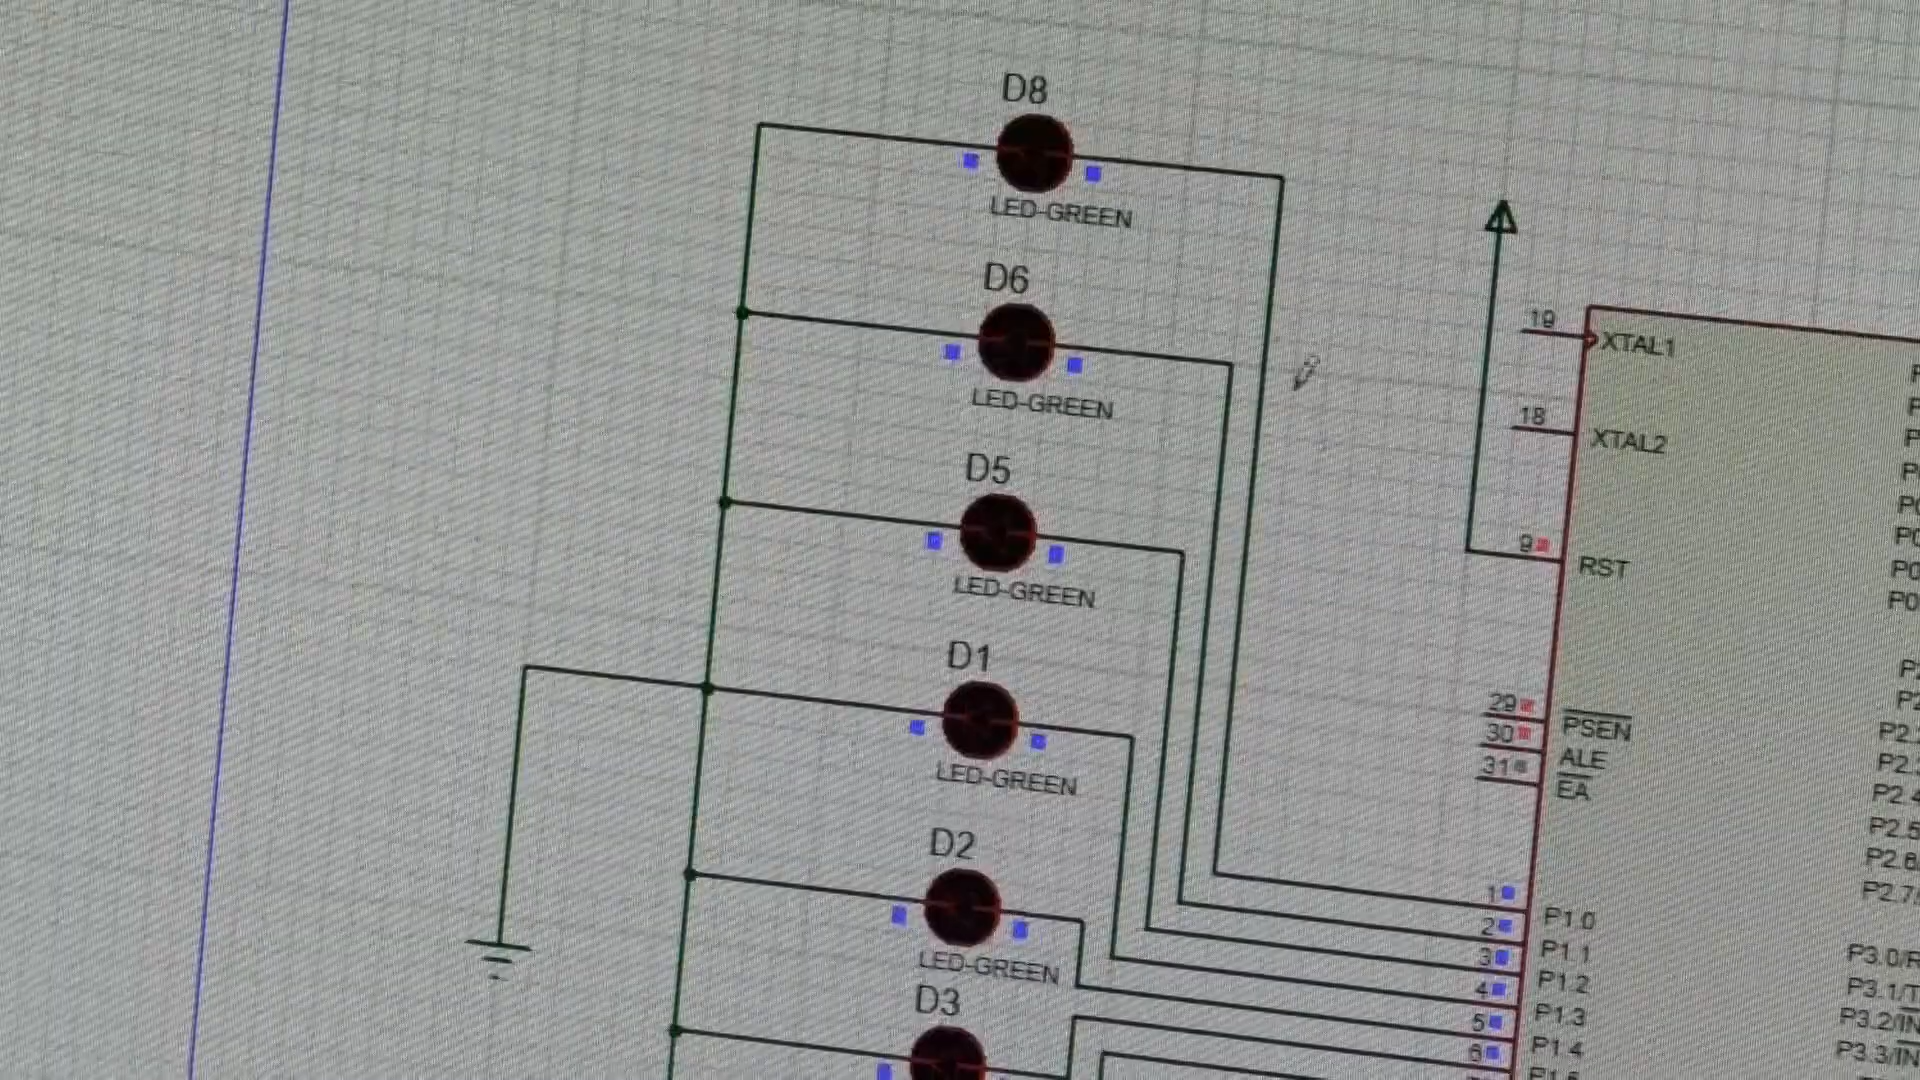 D8
LED-GREEN
D6
LED-GREEN
D5
LED-GREEN
D1
LED-GREEN
D2
LED-GREEN
D3
19
XTAL1
18
XTAL2
9
RST
29
PSEN
30
ALE
31
EA
1
P1.0
2
P1.1
3
P1.2
4
P1.3
5
P1.4
6
P2.5
P2.6
P2.7/
P3.0/R
P3.1/T
P3.2/IN
P3.3/IN